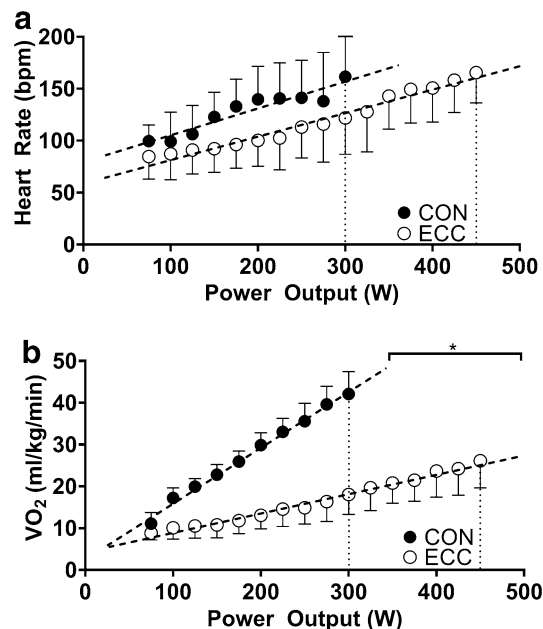 a
Heart Rate (bpm)
200
150
100
50
0
CON
ECC
0 100 200 300 400 500
Power Output (W)
b
*
VO2 (ml/kg/min)
50
40
30
20
10
0
CON
ECC
0 100 200 300 400 500
Power Output (W)